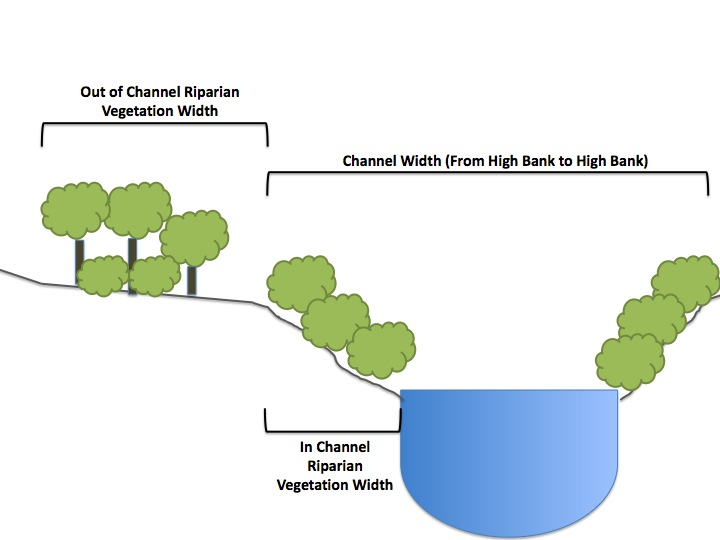 Out of Channel Riparian
Vegetation Width
Channel Width (From High Bank to High Bank)
In Channel
Riparian
Vegetation Width